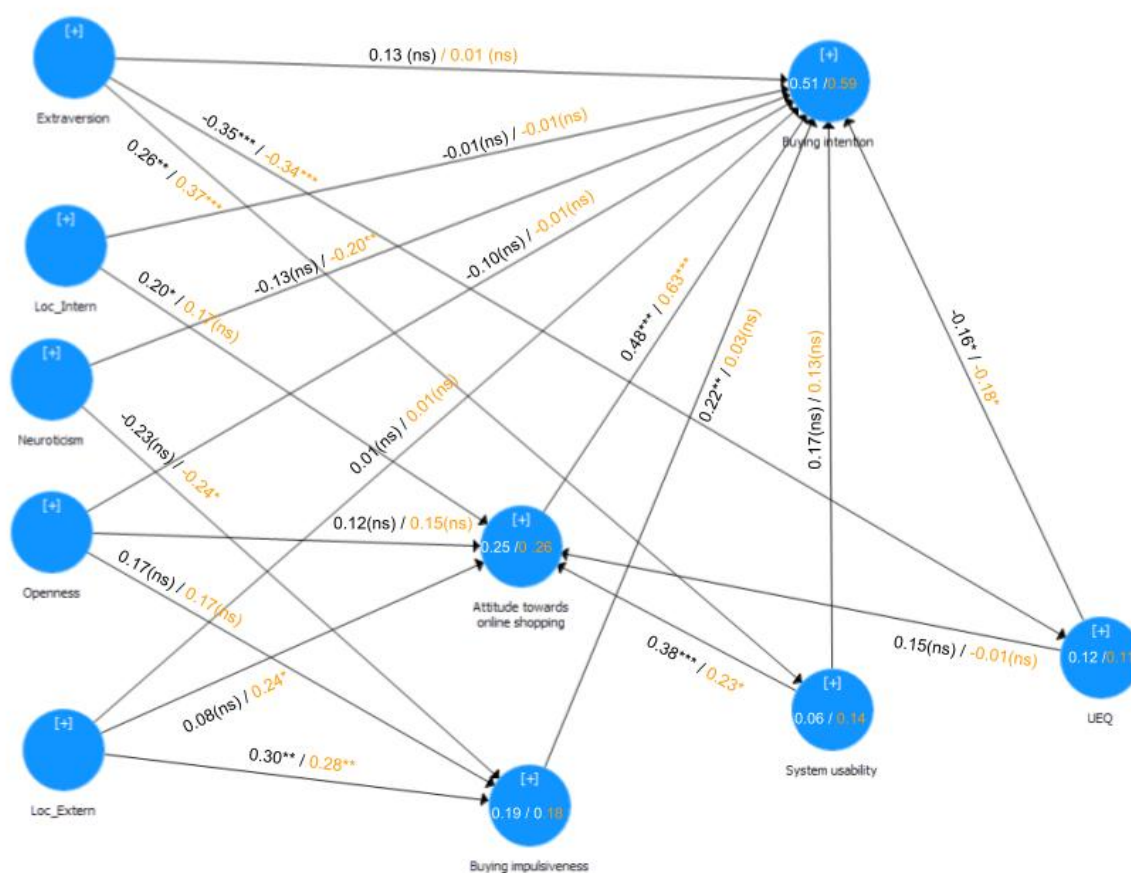 [+]
Extraversion
0.13 (ns) / 0.01 (ns)
[+]
0.51 /0.59
Buying intention
-0.35*** / -0.34***
0.26** / 0.37***
-0.01(ns) / -0.01(ns)
[+]
Loc_Intern
-0.13(ns) / -0.20**
-0.10(ns) / -0.01(ns)
0.20* / 0.17(ns)
[+]
Neuroticism
0.48*** / 0.63***
0.22** / 0.03(ns)
0.17(ns) / 0.13(ns)
-0.16* / -0.18*
-0.23(ns) / -0.24*
0.01(ns) / 0.01(ns)
[+]
Openness
0.12(ns) / 0.15(ns)
[+]
0.25 /0 .26
Attitude towards
online shopping
0.17(ns) / 0.17(ns)
0.38*** / 0.23*
0.15(ns) / -0.01(ns)
[+]
0.12 /0.11
UEQ
[+]
0.06 / 0.14
System usability
[+]
Loc_Extern
0.08(ns) / 0.24*
0.30** / 0.28**
[+]
0.19 / 0.18
Buying impulsiveness